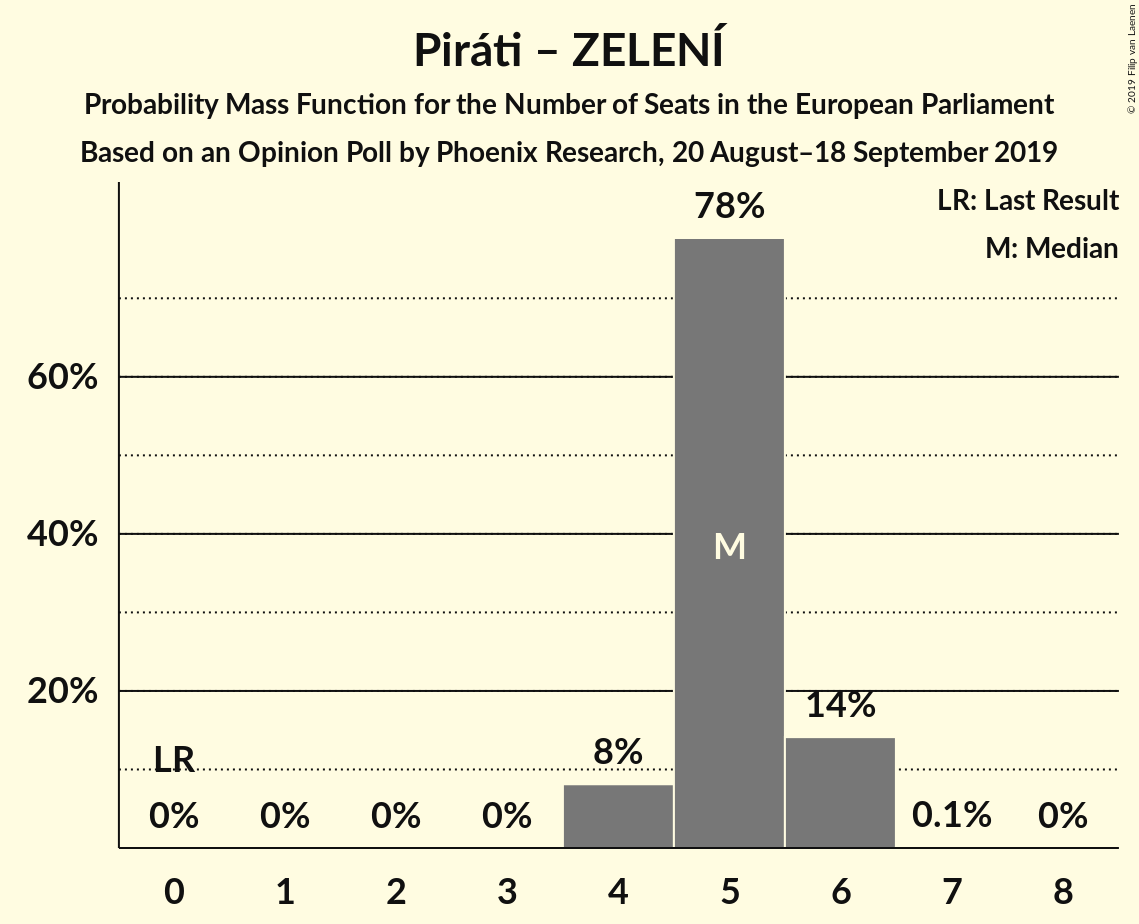 Piráti – ZELENÍ
Probability Mass Function for the Number of Seats in the European Parliament
Based on an Opinion Poll by Phoenix Research, 20 August–18 September 2019
© 2019 Filip van Laenen
LR: Last Result
M: Median
78%
60%
40%
20%
M
14%
8%
LR
0% 0% 0% 0% 0.1% 0%
0 1 2 3 4 5 6 7 8